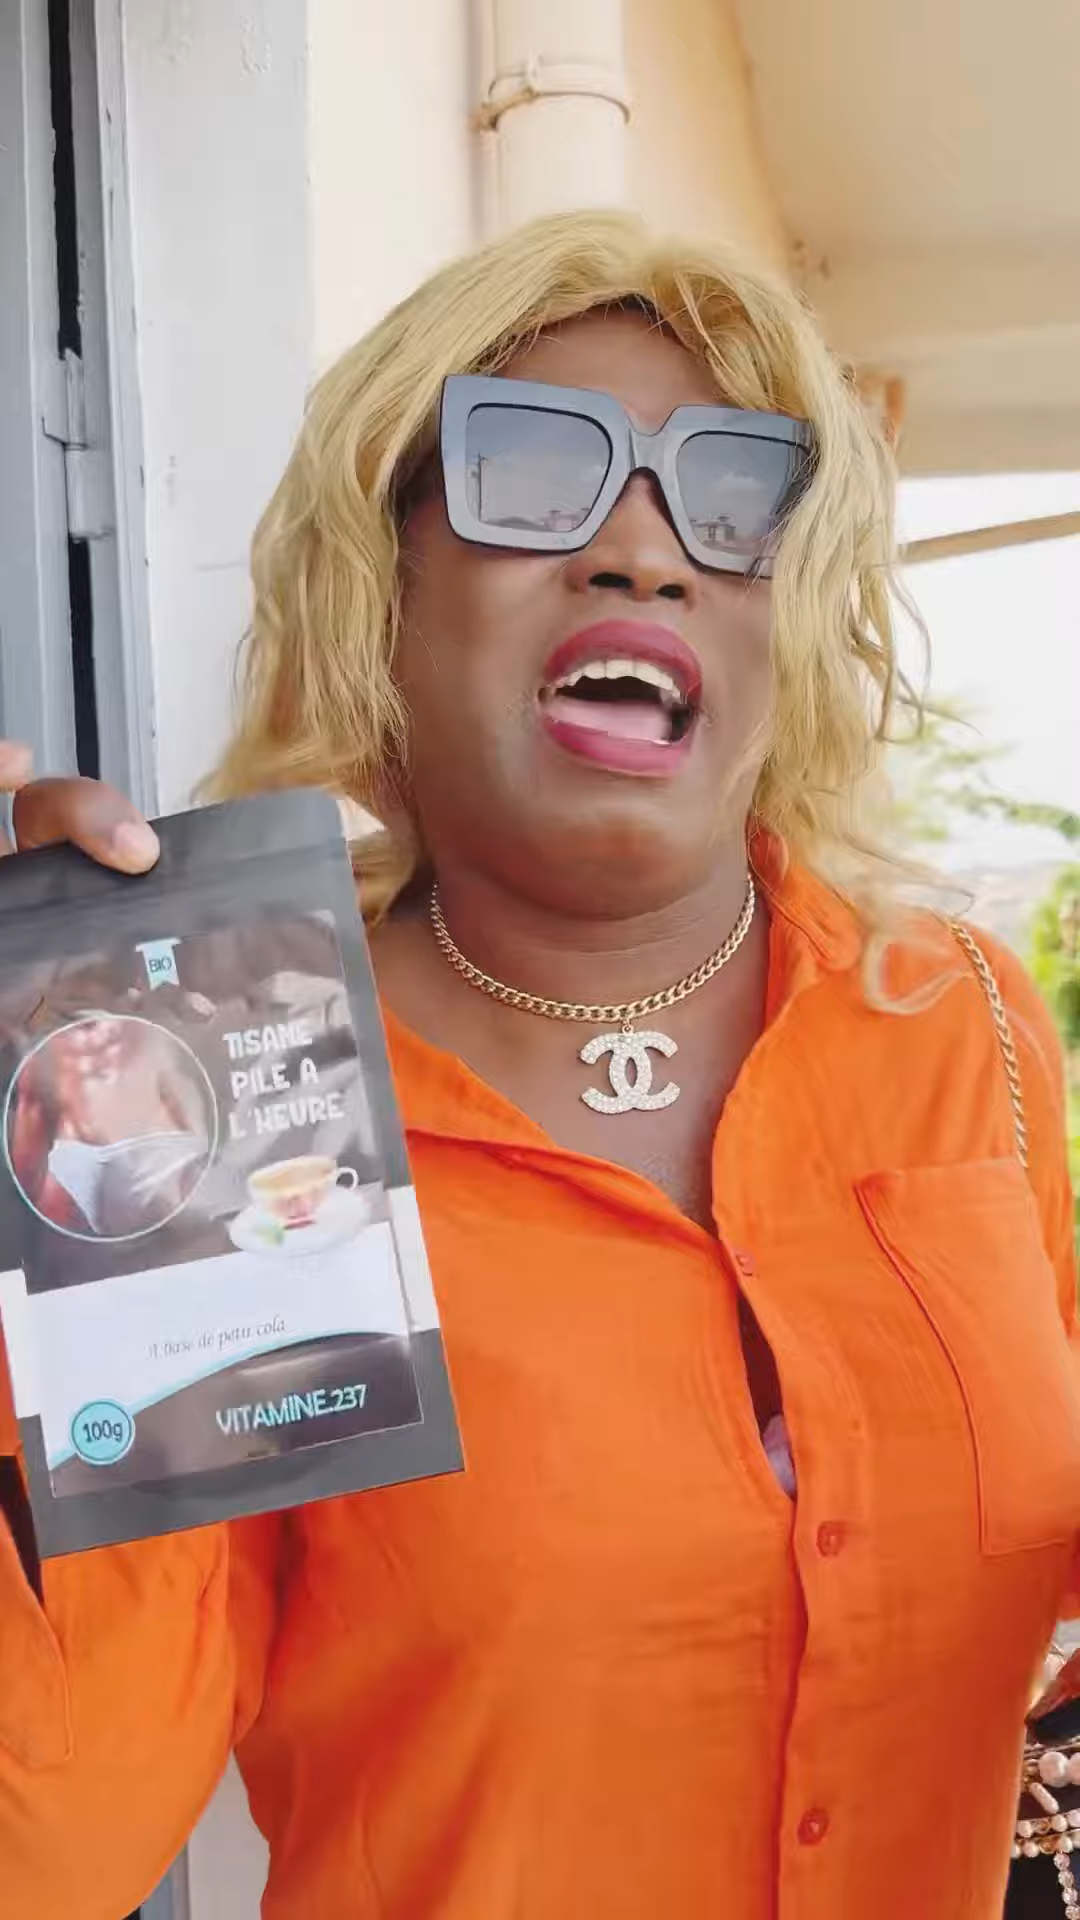 BIO
TISANE
PILE A
L'HEURE
A base de petit cola
100g
VITAMINE.237